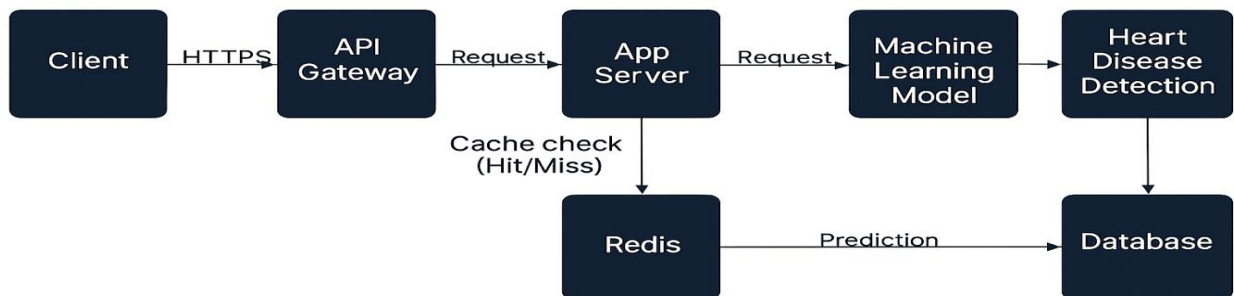 Client
HTTPS
API
Gateway
Request
App
Server
Request
Machine
Learning
Model
Heart
Disease
Detection
Cache check
(Hit/Miss)
Redis
Prediction
Database